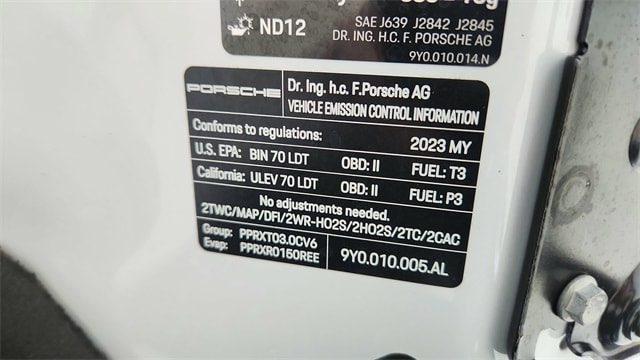 ND12
SAE J639 J2842 J2845
DR. ING. H.C. F. PORSCHE AG
9Y0.010.014.N
PORSCHE
Dr. Ing. h.c. F.Porsche AG
VEHICLE EMISSION CONTROL INFORMATION
Conforms to regulations: 2023 MY
U.S. EPA: BIN 70 LDT OBD: II FUEL: T3
California: ULEV 70 LDT OBD: II FUEL: P3
No adjustments needed.
2TWC/MAP/DFI/2WR-HO2S/2HO2S/2TC/2CAC
Group: PPRXT03.0CV6
Evap: PPRXR0150REE
9Y0.010.005.AL